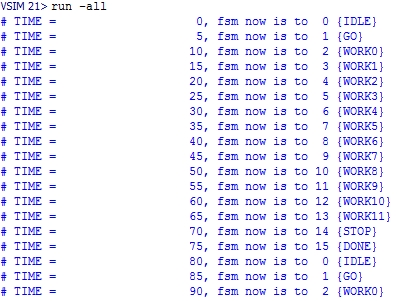 VSIM 21> run -all
# TIME =                    0, fsm now is to  0 {IDLE}
# TIME =                    5, fsm now is to  1 {GO}
# TIME =                   10, fsm now is to  2 {WORK0}
# TIME =                   15, fsm now is to  3 {WORK1}
# TIME =                   20, fsm now is to  4 {WORK2}
# TIME =                   25, fsm now is to  5 {WORK3}
# TIME =                   30, fsm now is to  6 {WORK4}
# TIME =                   35, fsm now is to  7 {WORK5}
# TIME =                   40, fsm now is to  8 {WORK6}
# TIME =                   45, fsm now is to  9 {WORK7}
# TIME =                   50, fsm now is to 10 {WORK8}
# TIME =                   55, fsm now is to 11 {WORK9}
# TIME =                   60, fsm now is to 12 {WORK10}
# TIME =                   65, fsm now is to 13 {WORK11}
# TIME =                   70, fsm now is to 14 {STOP}
# TIME =                   75, fsm now is to 15 {DONE}
# TIME =                   80, fsm now is to  0 {IDLE}
# TIME =                   85, fsm now is to  1 {GO}
# TIME =                   90, fsm now is to  2 {WORK0}